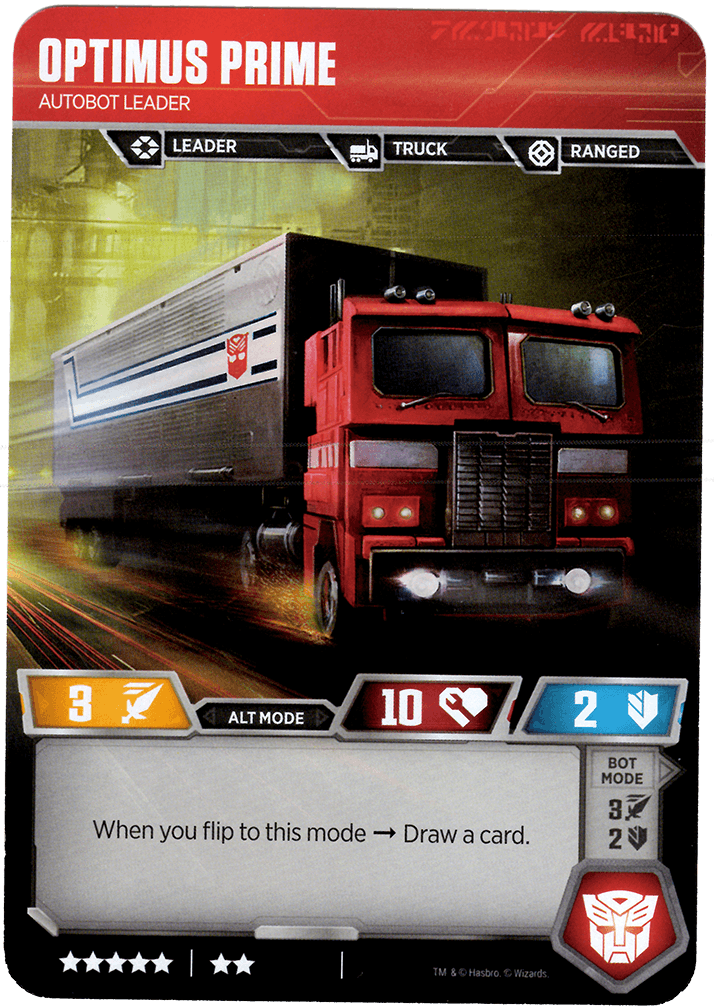 OPTIMUS PRIME
AUTOBOT LEADER
LEADER
TRUCK
RANGED
3
ALT MODE
10
2
BOT MODE
3
2
When you flip to this mode → Draw a card.
TM & © Hasbro. © Wizards.